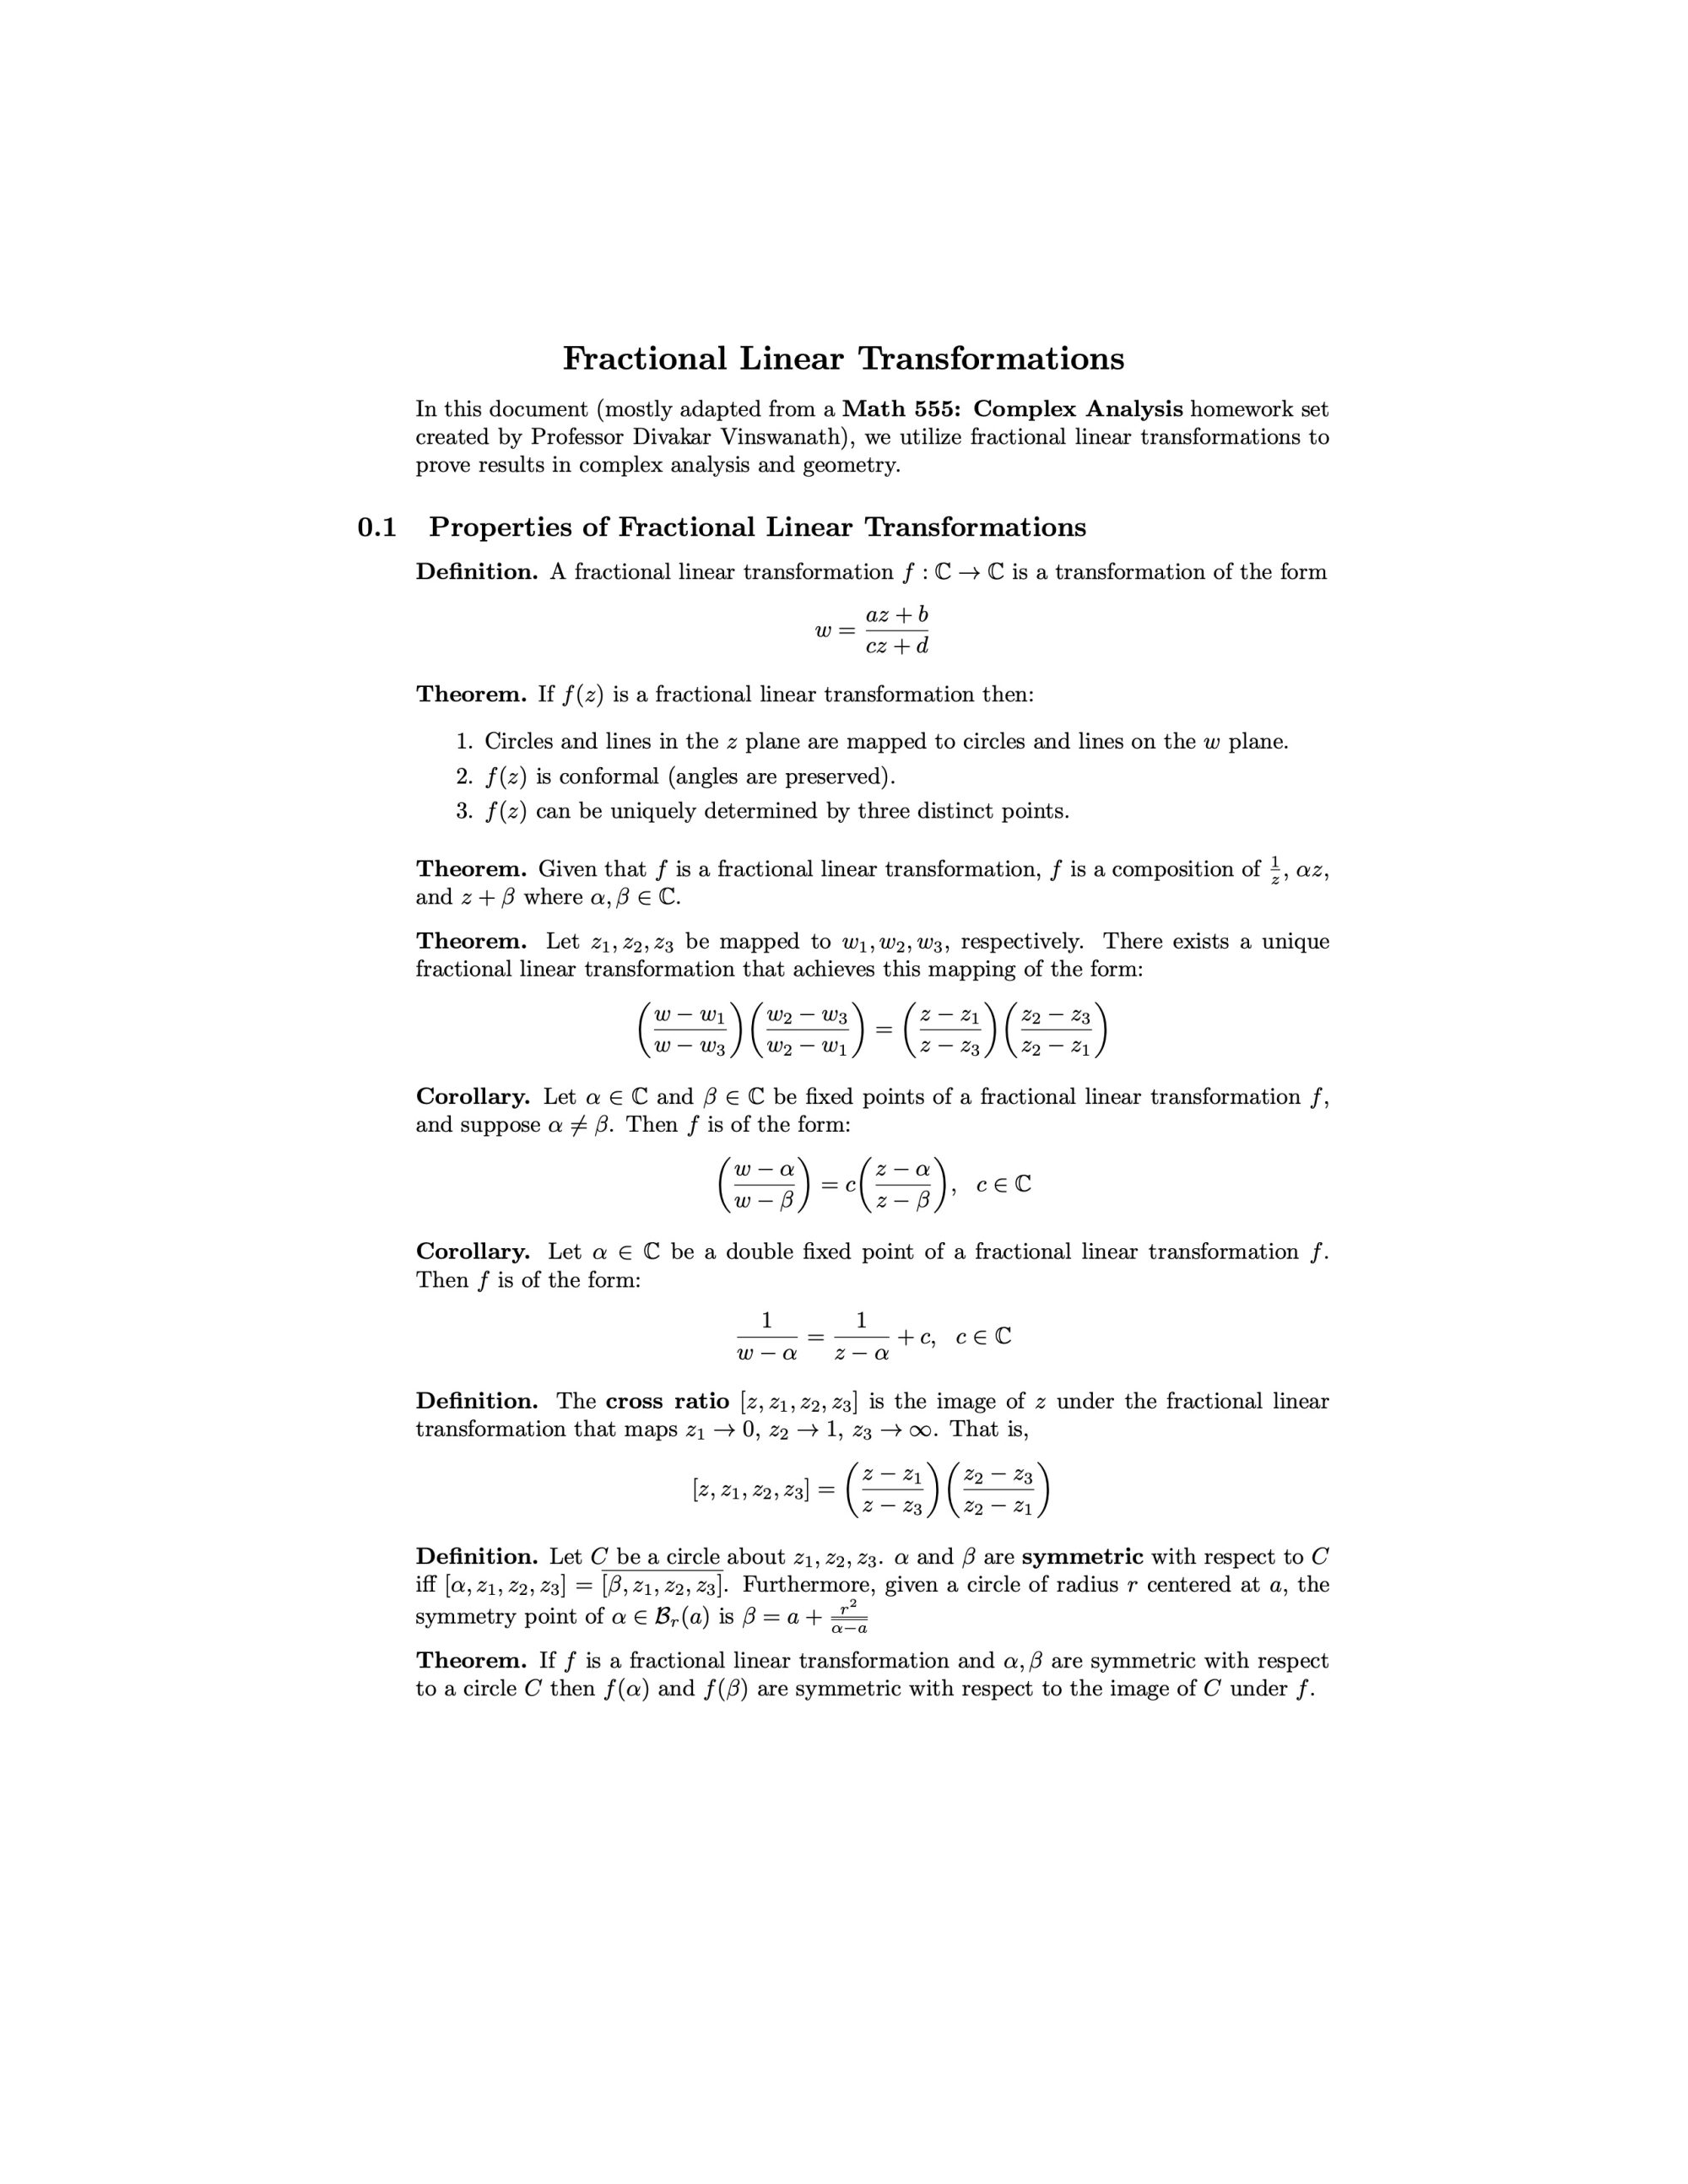 Fractional Linear Transformations
In this document (mostly adapted from a Math 555: Complex Analysis homework set
created by Professor Divakar Vinswanath), we utilize fractional linear transformations to
prove results in complex analysis and geometry.
0.1 Properties of Fractional Linear Transformations
Definition. A fractional linear transformation $f : \mathbb{C} \to \mathbb{C}$ is a transformation of the form
$w = \frac{az + b}{cz + d}$
Theorem. If $f(z)$ is a fractional linear transformation then:
1. Circles and lines in the $z$ plane are mapped to circles and lines on the $w$ plane.
2. $f(z)$ is conformal (angles are preserved).
3. $f(z)$ can be uniquely determined by three distinct points.
Theorem. Given that $f$ is a fractional linear transformation, $f$ is a composition of $\frac{1}{z}$, $\alpha z$,
and $z + \beta$ where $\alpha, \beta \in \mathbb{C}$.
Theorem. Let $z_1, z_2, z_3$ be mapped to $w_1, w_2, w_3$, respectively. There exists a unique
fractional linear transformation that achieves this mapping of the form:
$\left(\frac{w - w_1}{w - w_3}\right)\left(\frac{w_2 - w_3}{w_2 - w_1}\right) = \left(\frac{z - z_1}{z - z_3}\right)\left(\frac{z_2 - z_3}{z_2 - z_1}\right)$
Corollary. Let $\alpha \in \mathbb{C}$ and $\beta \in \mathbb{C}$ be fixed points of a fractional linear transformation $f$,
and suppose $\alpha \neq \beta$. Then $f$ is of the form:
$\left(\frac{w - \alpha}{w - \beta}\right) = c\left(\frac{z - \alpha}{z - \beta}\right), \; c \in \mathbb{C}$
Corollary. Let $\alpha \in \mathbb{C}$ be a double fixed point of a fractional linear transformation $f$.
Then $f$ is of the form:
$\frac{1}{w - \alpha} = \frac{1}{z - \alpha} + c, \; c \in \mathbb{C}$
Definition. The cross ratio $[z, z_1, z_2, z_3]$ is the image of $z$ under the fractional linear
transformation that maps $z_1 \to 0$, $z_2 \to 1$, $z_3 \to \infty$. That is,
$[z, z_1, z_2, z_3] = \left(\frac{z - z_1}{z - z_3}\right)\left(\frac{z_2 - z_3}{z_2 - z_1}\right)$
Definition. Let $C$ be a circle about $z_1, z_2, z_3$. $\alpha$ and $\beta$ are symmetric with respect to $C$
iff $[\alpha, z_1, z_2, z_3] = \overline{[\beta, z_1, z_2, z_3]}$. Furthermore, given a circle of radius $r$ centered at $a$, the
symmetry point of $\alpha \in \mathcal{B}_r(a)$ is $\beta = a + \frac{r^2}{\overline{\alpha - a}}$
Theorem. If $f$ is a fractional linear transformation and $\alpha, \beta$ are symmetric with respect
to a circle $C$ then $f(\alpha)$ and $f(\beta)$ are symmetric with respect to the image of $C$ under $f$.